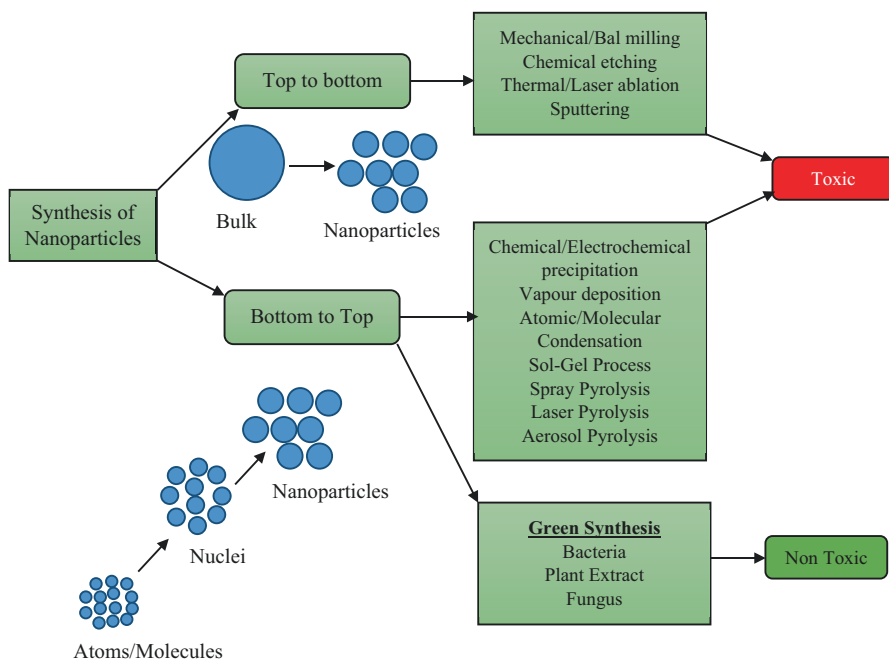 Synthesis of
Nanoparticles
Top to bottom
Mechanical/Bal milling
Chemical etching
Thermal/Laser ablation
Sputtering
Toxic
Bulk
Nanoparticles
Bottom to Top
Chemical/Electrochemical
precipitation
Vapour deposition
Atomic/Molecular
Condensation
Sol-Gel Process
Spray Pyrolysis
Laser Pyrolysis
Aerosol Pyrolysis
Nanoparticles
Nuclei
Atoms/Molecules
Green Synthesis
Bacteria
Plant Extract
Fungus
Non Toxic